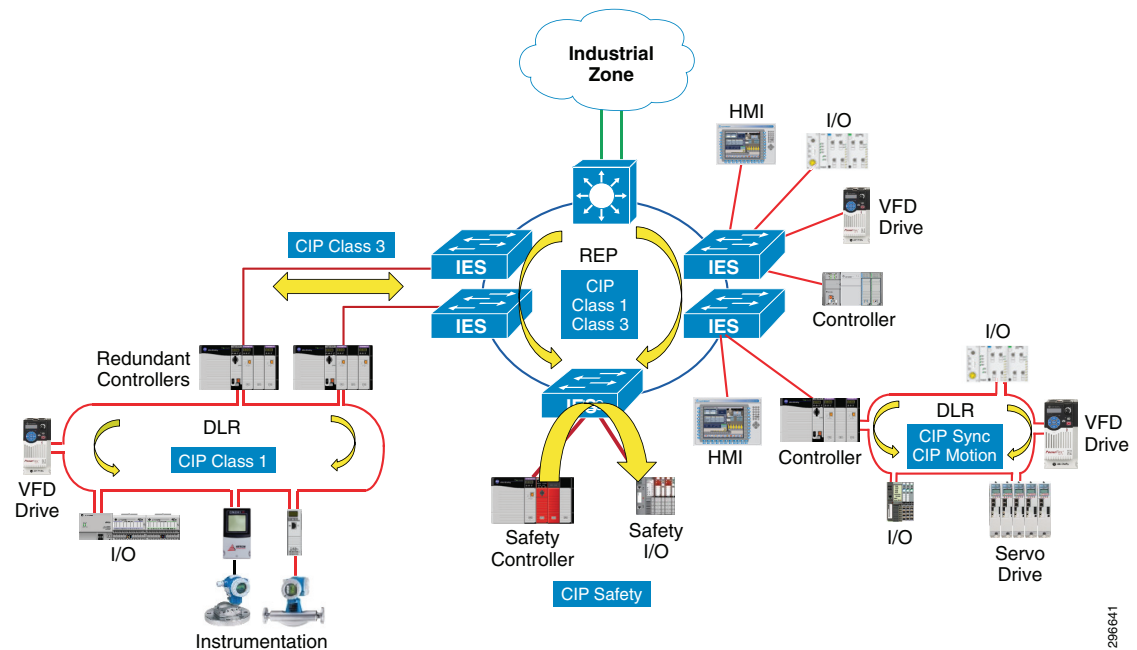 Industrial
Zone
HMI
I/O
VFD
Drive
CIP Class 3
IES
REP
IES
CIP
Class 1
Class 3
IES
IES
Controller
I/O
Redundant
Controllers
IES
DLR
CIP Class 1
DLR
CIP Sync
CIP Motion
VFD
Drive
HMI
Controller
VFD
Drive
I/O
Safety
Controller
Safety
I/O
I/O
Servo
Drive
CIP Safety
Instrumentation
296641